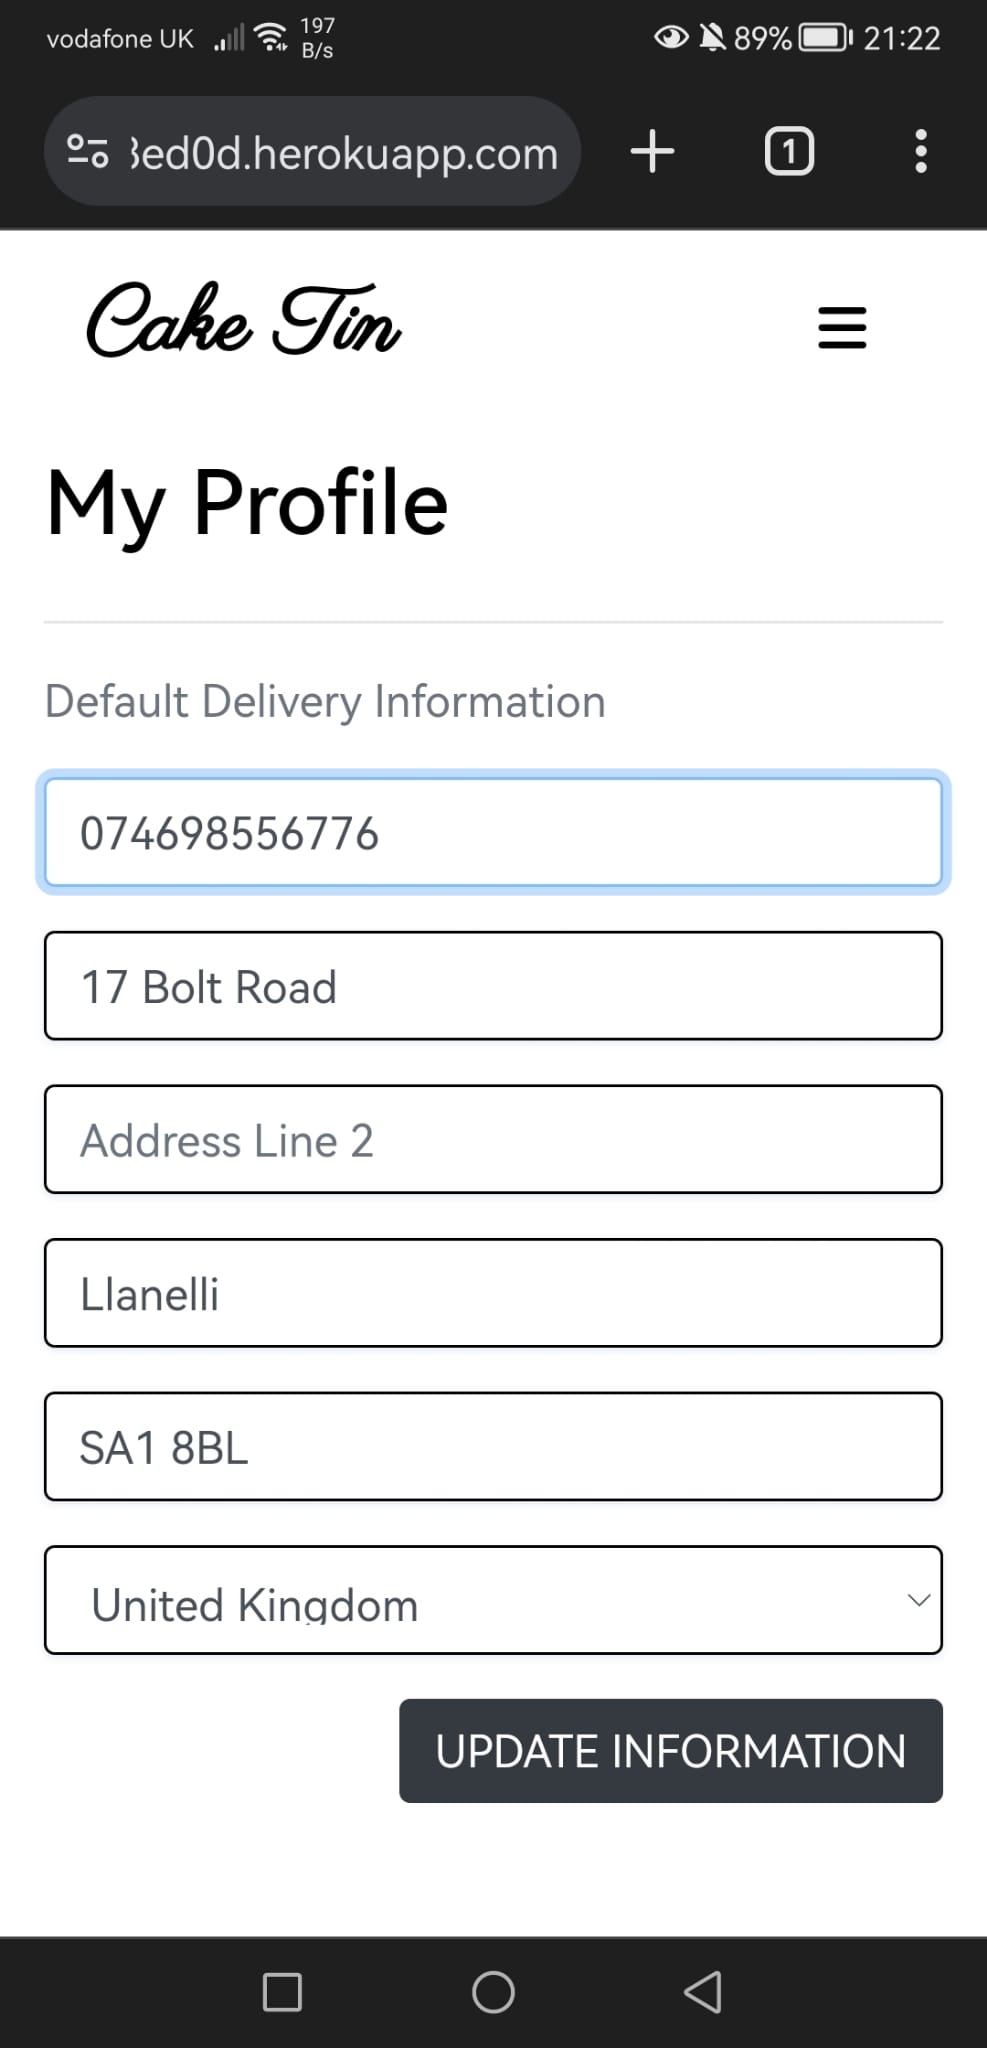 vodafone UK 197 B/s 89% 21:22
ed0d.herokuapp.com 1
Cake Tin
My Profile
Default Delivery Information
074698556776
17 Bolt Road
Address Line 2
Llanelli
SA1 8BL
United Kingdom
UPDATE INFORMATION